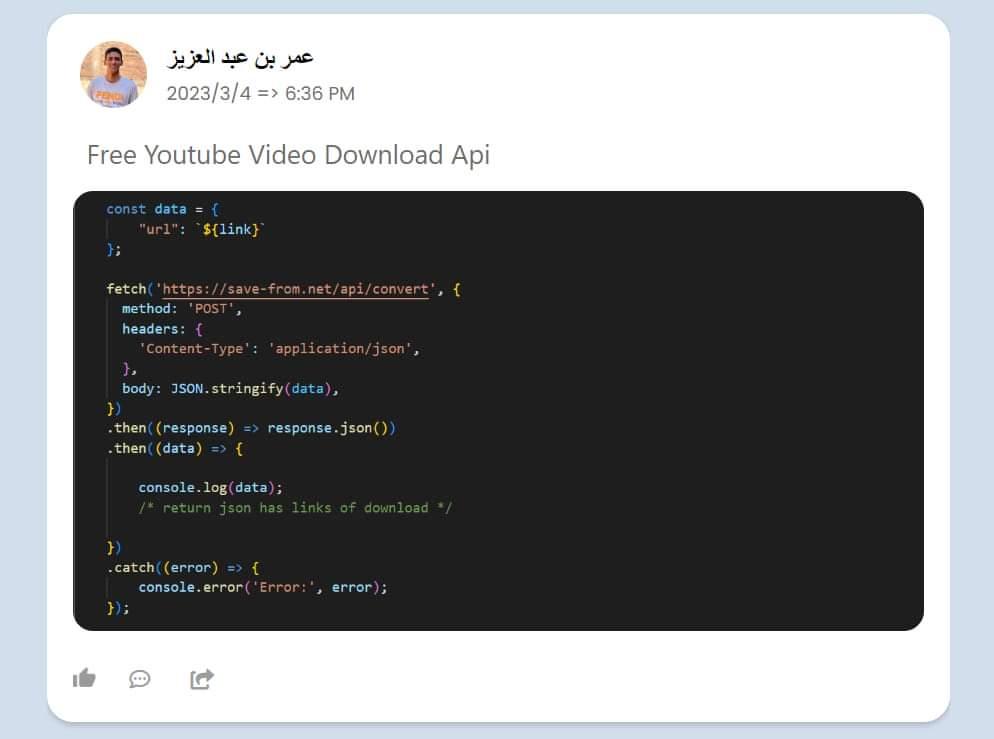 عمر بن عبد العزيز
2023/3/4 => 6:36 PM
FENDI
Free Youtube Video Download Api
const data = {
    "url": `${link}`
};

fetch('https://save-from.net/api/convert', {
  method: 'POST',
  headers: {
    'Content-Type': 'application/json',
  },
  body: JSON.stringify(data),
})
.then((response) => response.json())
.then((data) => {

    console.log(data);
    /* return json has links of download */

})
.catch((error) => {
    console.error('Error:', error);
});